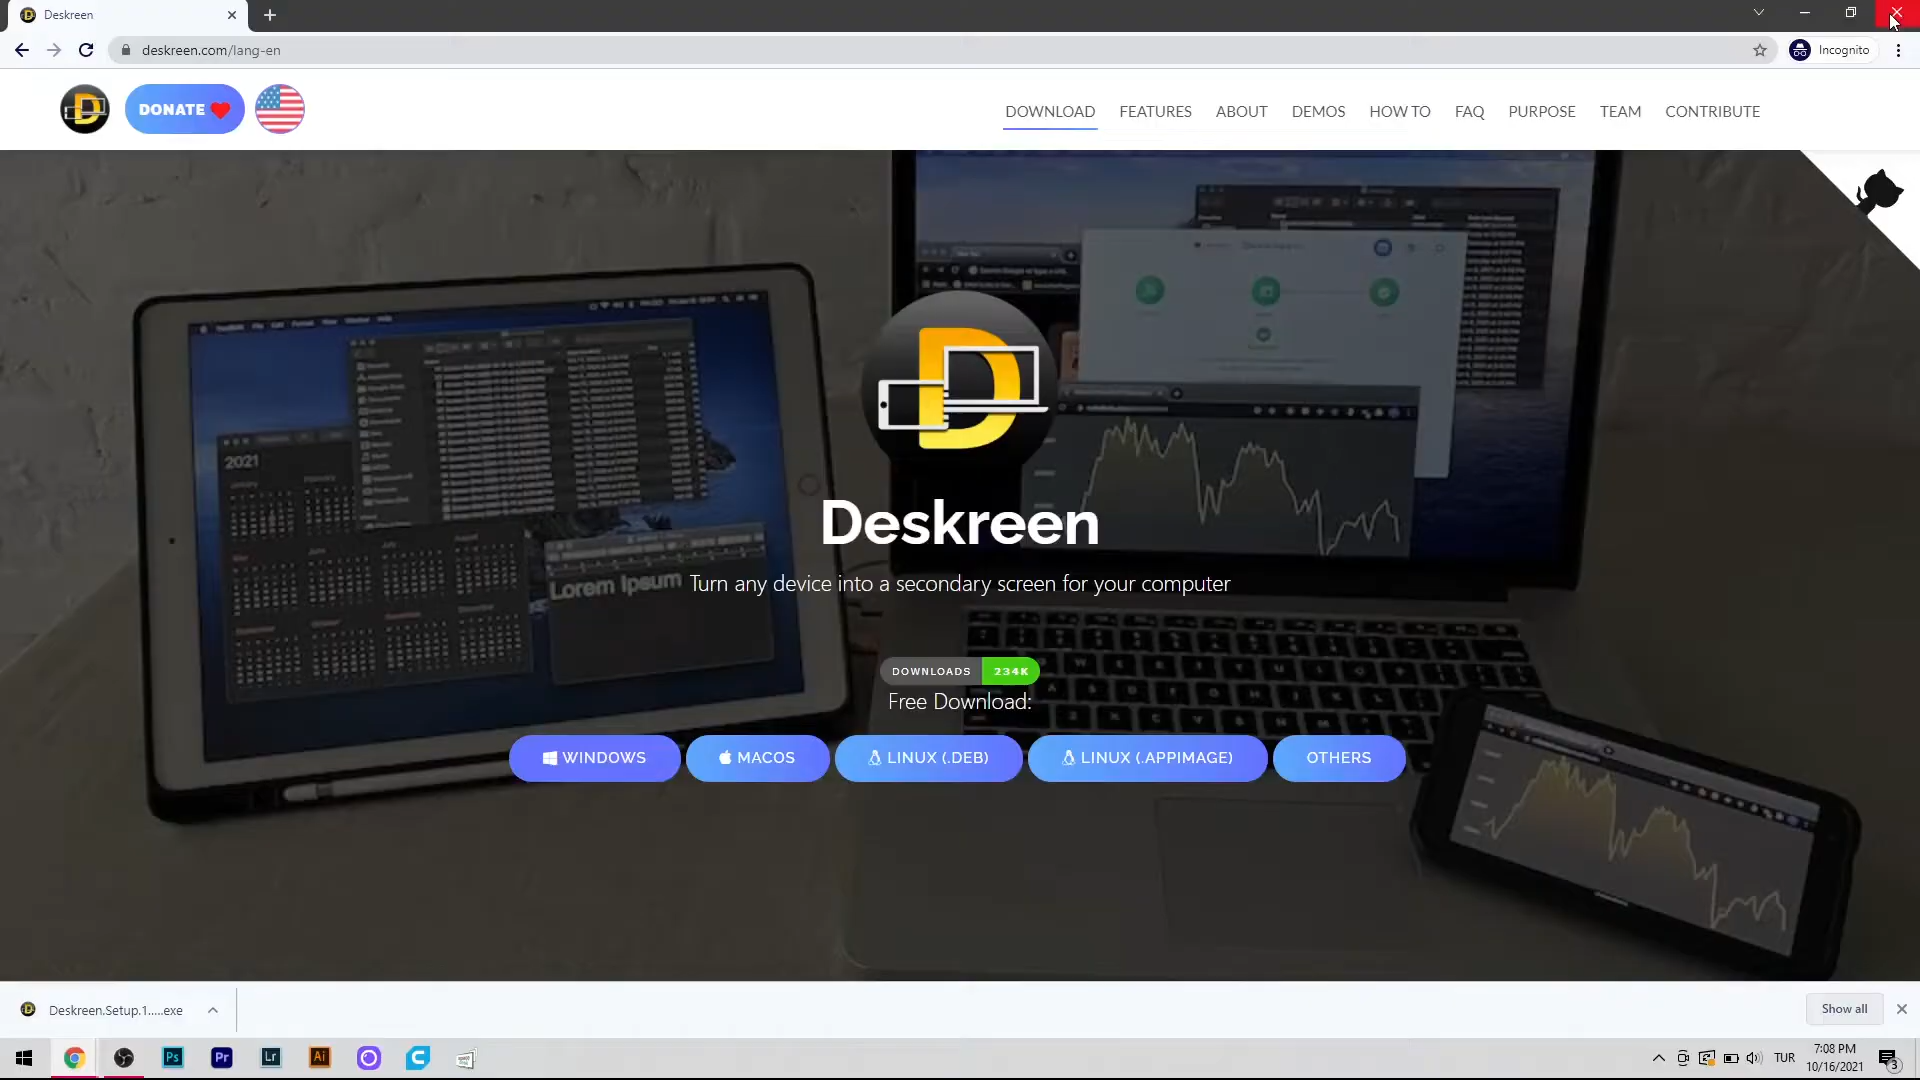 Deskreen
deskreen.com/lang-en
Incognito
DONATE
DOWNLOAD FEATURES ABOUT DEMOS HOW TO FAQ PURPOSE TEAM CONTRIBUTE
2021
Lorem Ipsum
Deskreen
Turn any device into a secondary screen for your computer
DOWNLOADS 234K
Free Download:
WINDOWS MACOS LINUX (.DEB) LINUX (.APPIMAGE) OTHERS
Deskreen.Setup.1.....exe
Show all
Ps Pr Lr Ai
TUR
7:08 PM
10/16/2021
3